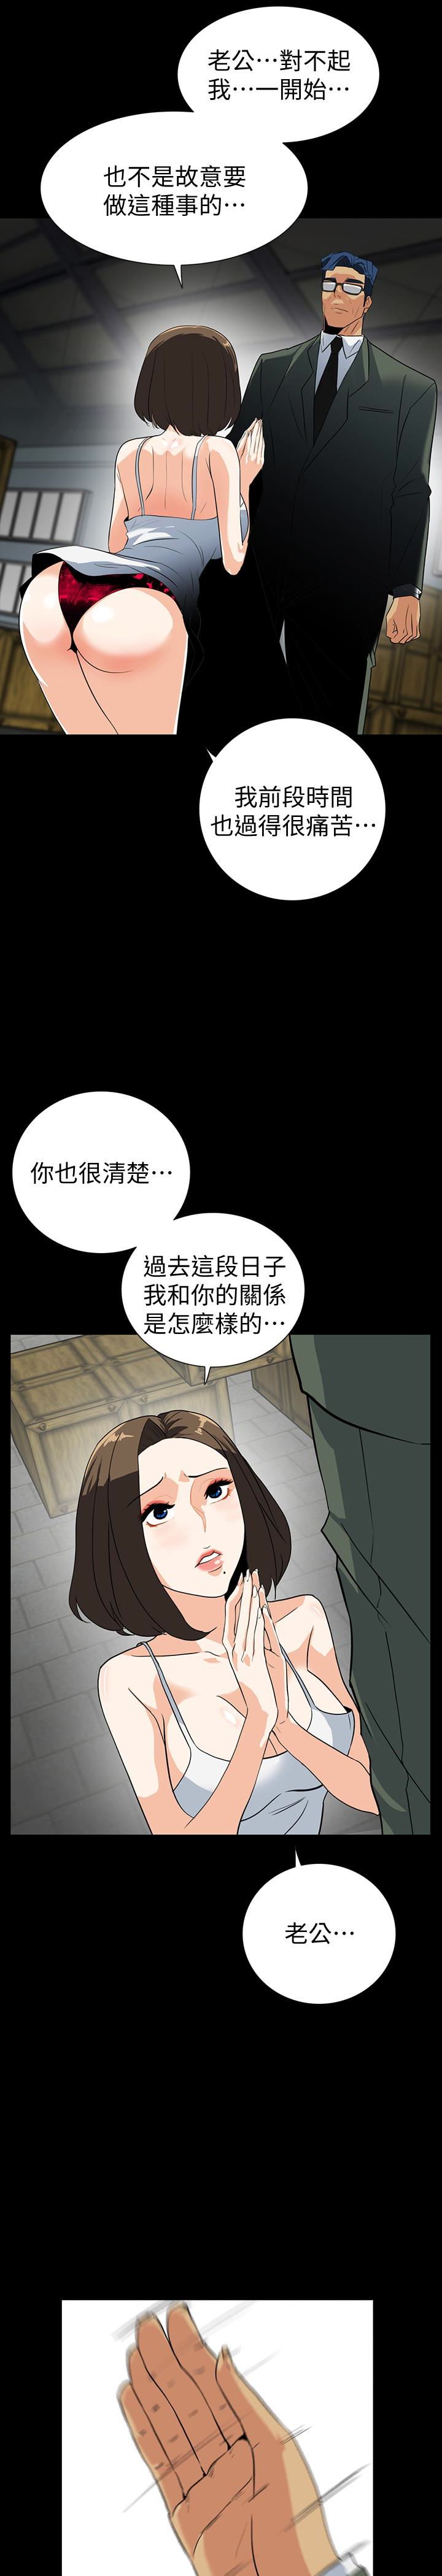 老公⋯對不起
我⋯一開始⋯
也不是故意要
做這種事的⋯
我前段時間
也過得很痛苦⋯
你也很清楚⋯
過去這段日子
我和你的關係
是怎麼樣的⋯
老公⋯